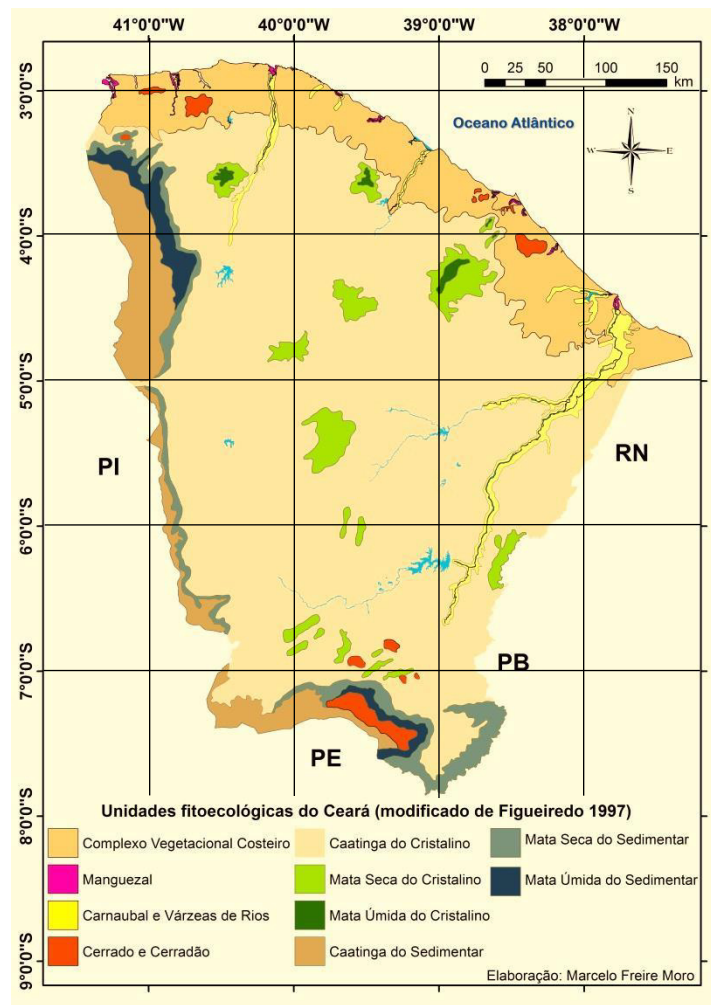 41°0'0"W 40°0'0"W 39°0'0"W 38°0'0"W
0 25 50 100 150
km
3°0'0"S
Oceano Atlântico
N
W E
S
4°0'0"S
5°0'0"S
PI
RN
6°0'0"S
PB
7°0'0"S
PE
Unidades fitoecológicas do Ceará (modificado de Figueiredo 1997)
8°0'0"S
Complexo Vegetacional Costeiro
Caatinga do Cristalino
Mata Seca do Sedimentar
Manguezal
Mata Seca do Cristalino
Mata Úmida do Sedimentar
Carnaubal e Várzeas de Rios
Mata Úmida do Cristalino
Cerrado e Cerradão
Caatinga do Sedimentar
9°0'0"S
Elaboração: Marcelo Freire Moro